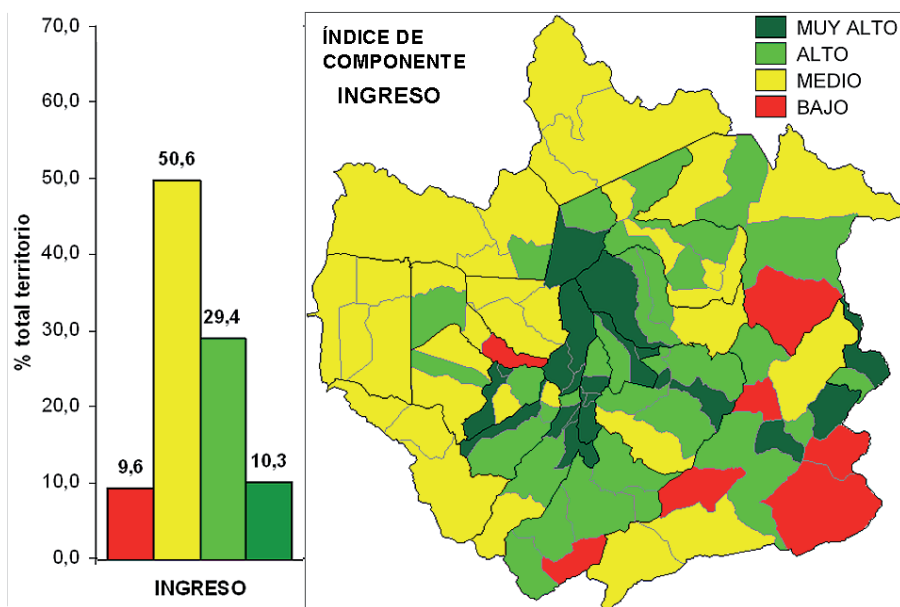 70,0
60,0
50,0
40,0
30,0
20,0
10,0
0,0
% total territorio
9,6
50,6
29,4
10,3
INGRESO
ÍNDICE DE
COMPONENTE
INGRESO
MUY ALTO
ALTO
MEDIO
BAJO